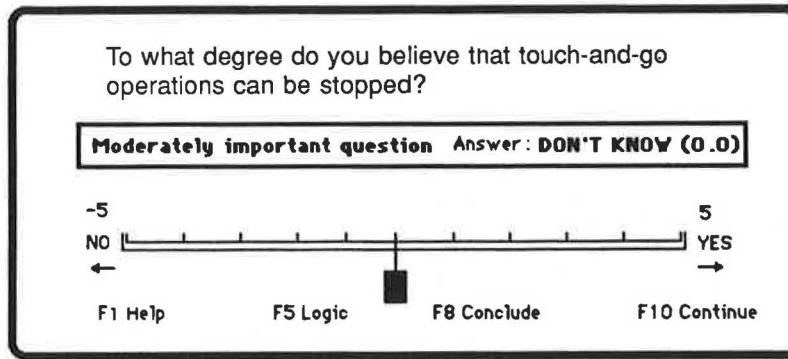 To what degree do you believe that touch-and-go
operations can be stopped?
Moderately important question Answer: DON'T KNOW (0.0)
-5 5
NO YES
← →
F1 Help F5 Logic F8 Conclude F10 Continue